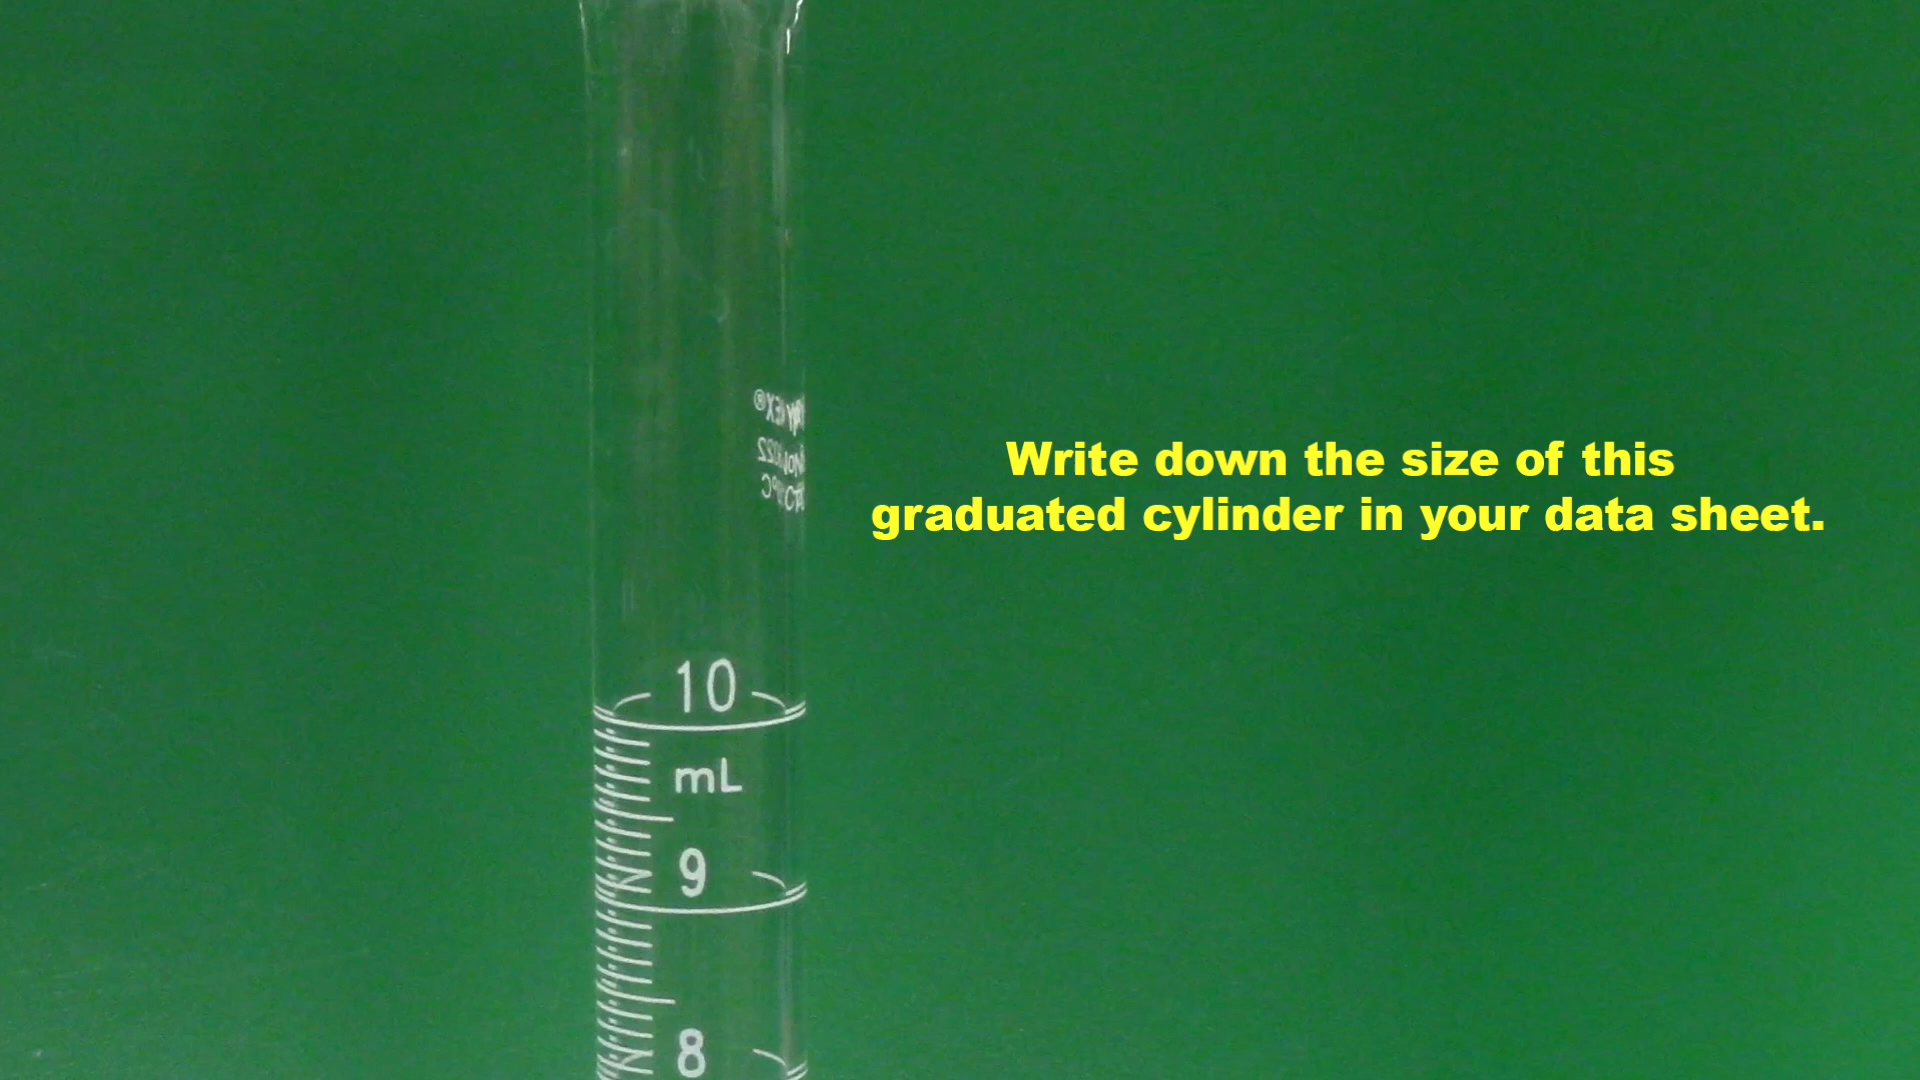 Write down the size of this
graduated cylinder in your data sheet.
10
mL
9
8